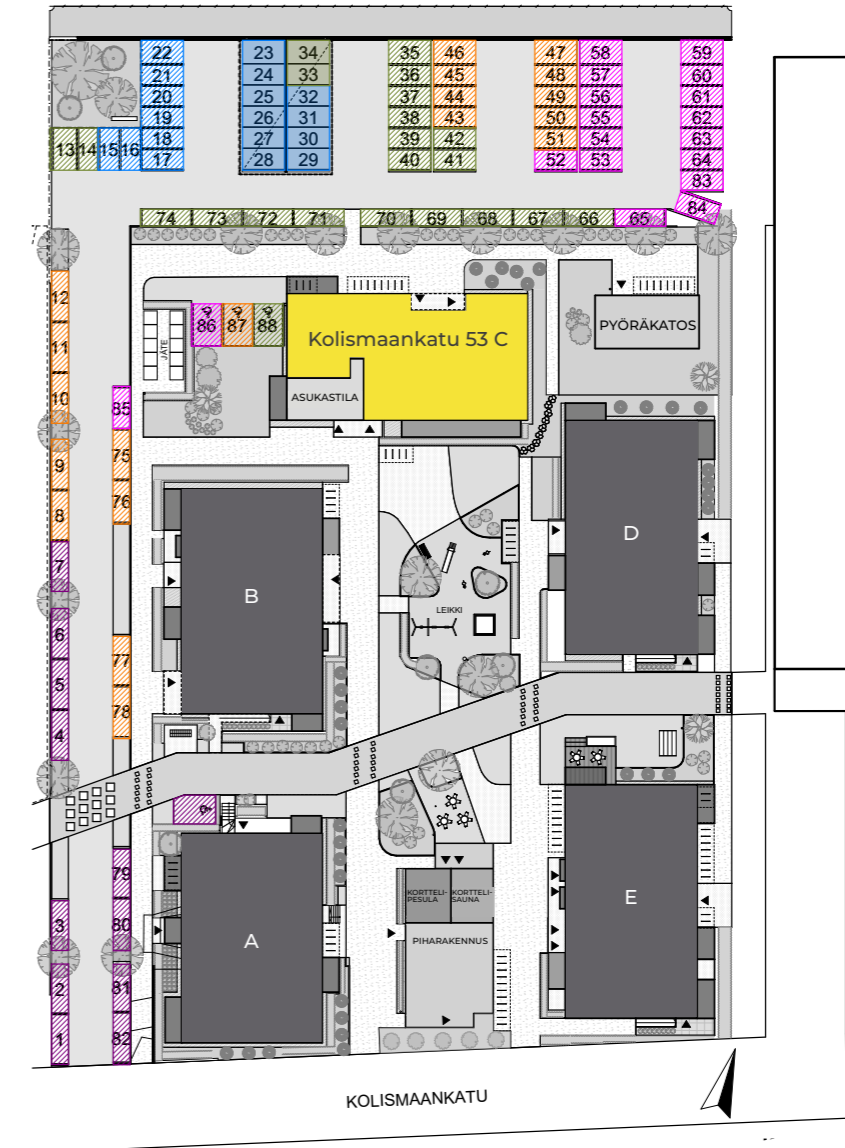 22 23 34 35 46 47 58 59
21 24 33 36 45 48 57 60
20 25 32 37 44 49 56 61
19 26 31 38 43 50 55 62
18 27 30 39 42 51 54 63
17 28 29 40 41 52 53 64
13 14 15 16
83
84
74 73 72 71 70 69 68 67 66 65
12
11
10
9
8
7
6
5
4
3
2
1
85
75
76
77
78
79
80
81
82
86 87 88
JÄTE
Kolismaankatu 53 C
ASUKASTILA
PYÖRÄKATOS
B
D
LEIKKI
A
E
KORTTELI-
PESULA
KORTTELI-
SAUNA
PIHARAKENNUS
KOLISMAANKATU